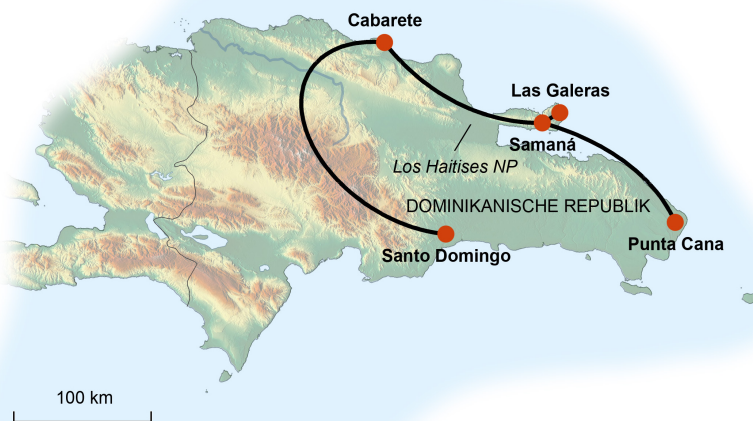 Cabarete
Las Galeras
Samaná
Los Haitises NP
DOMINIKANISCHE REPUBLIK
Punta Cana
Santo Domingo
100 km